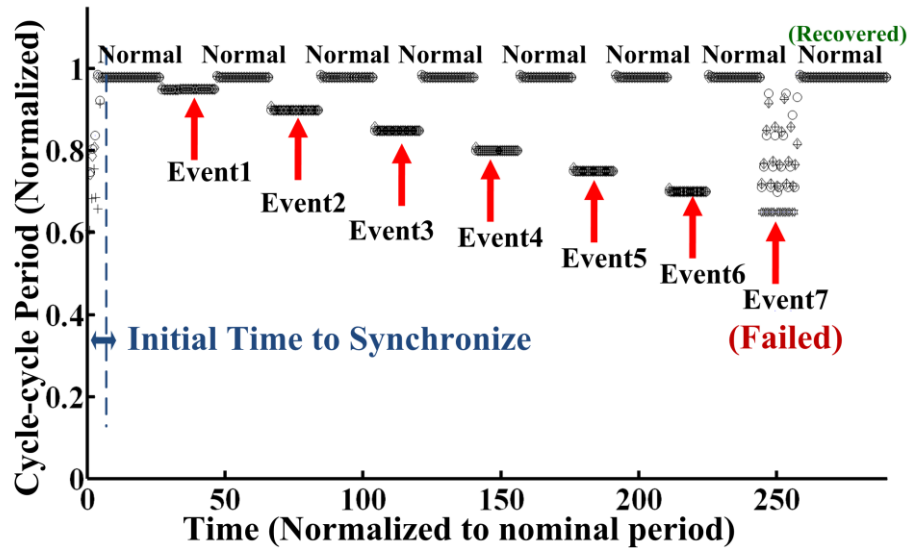 (Recovered)
Normal Normal Normal Normal Normal Normal Normal Normal
Cycle-cycle Period (Normalized)
1
0.8
0.6
0.4
0.2
0
Event1
Event2
Event3
Event4
Event5
Event6
Event7
(Failed)
Initial Time to Synchronize
0 50 100 150 200 250
Time (Normalized to nominal period)